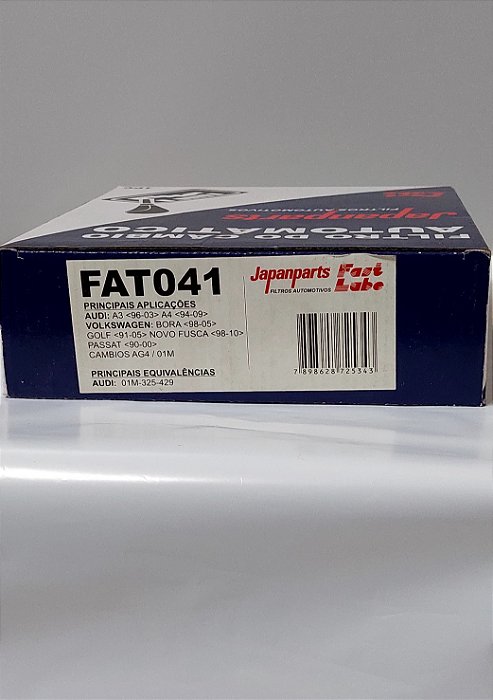 Fast
FILTROS AUTOMOTIVOS
Japanparts
FILTRO DO CÂMBIO
AUTOMÁTICO
FAT041
PRINCIPAIS APLICAÇÕES
AUDI: A3 <96-03> A4 <94-09>
VOLKSWAGEN: BORA <98-05>
GOLF <91-05> NOVO FUSCA <98-10>
PASSAT <90-00>
CAMBIOS AG4 / 01M
PRINCIPAIS EQUIVALÊNCIAS
AUDI: 01M-325-429
Japanparts Fast
FILTROS AUTOMOTIVOS Lube
7 898628 725343